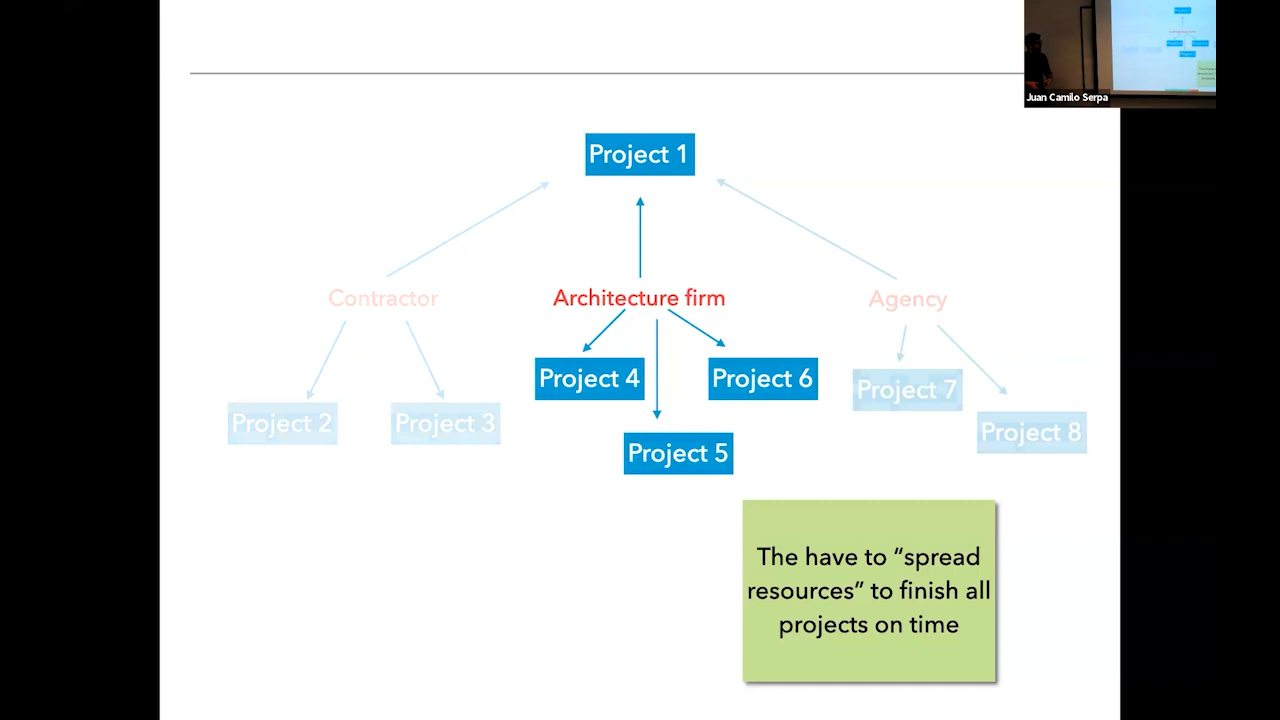 Juan Camilo Serpa
Project 1
Contractor
Architecture firm
Agency
Project 4
Project 6
Project 7
Project 2
Project 3
Project 8
Project 5
The have to “spread
resources” to finish all
projects on time